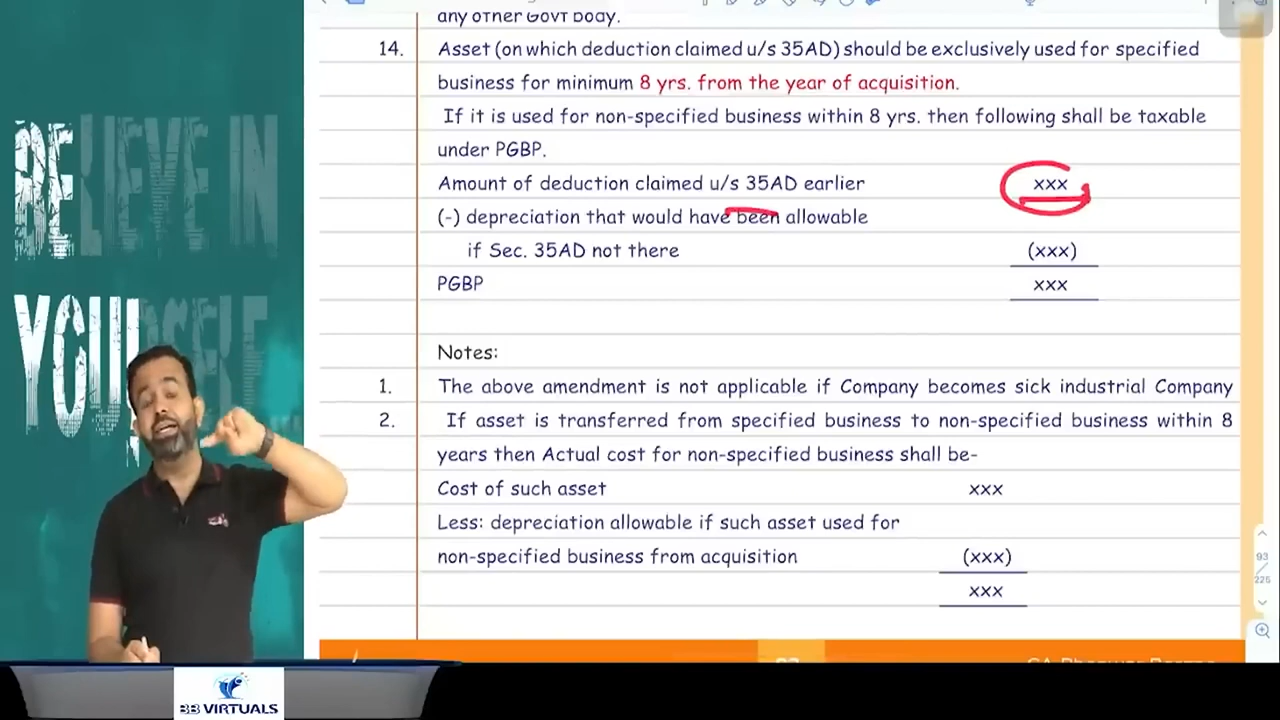 any other Govt body.
14. Asset (on which deduction claimed u/s 35AD) should be exclusively used for specified
business for minimum 8 yrs. from the year of acquisition.
If it is used for non-specified business within 8 yrs. then following shall be taxable
under PGBP.
Amount of deduction claimed u/s 35AD earlier xxx
(-) depreciation that would have been allowable
if Sec. 35AD not there (xxx)
PGBP xxx
Notes:
1. The above amendment is not applicable if Company becomes sick industrial Company
2. If asset is transferred from specified business to non-specified business within 8
years then Actual cost for non-specified business shall be-
Cost of such asset xxx
Less: depreciation allowable if such asset used for
non-specified business from acquisition (xxx)
xxx
93
/
225
BELIEVE IN
YOURSELF
BB VIRTUALS